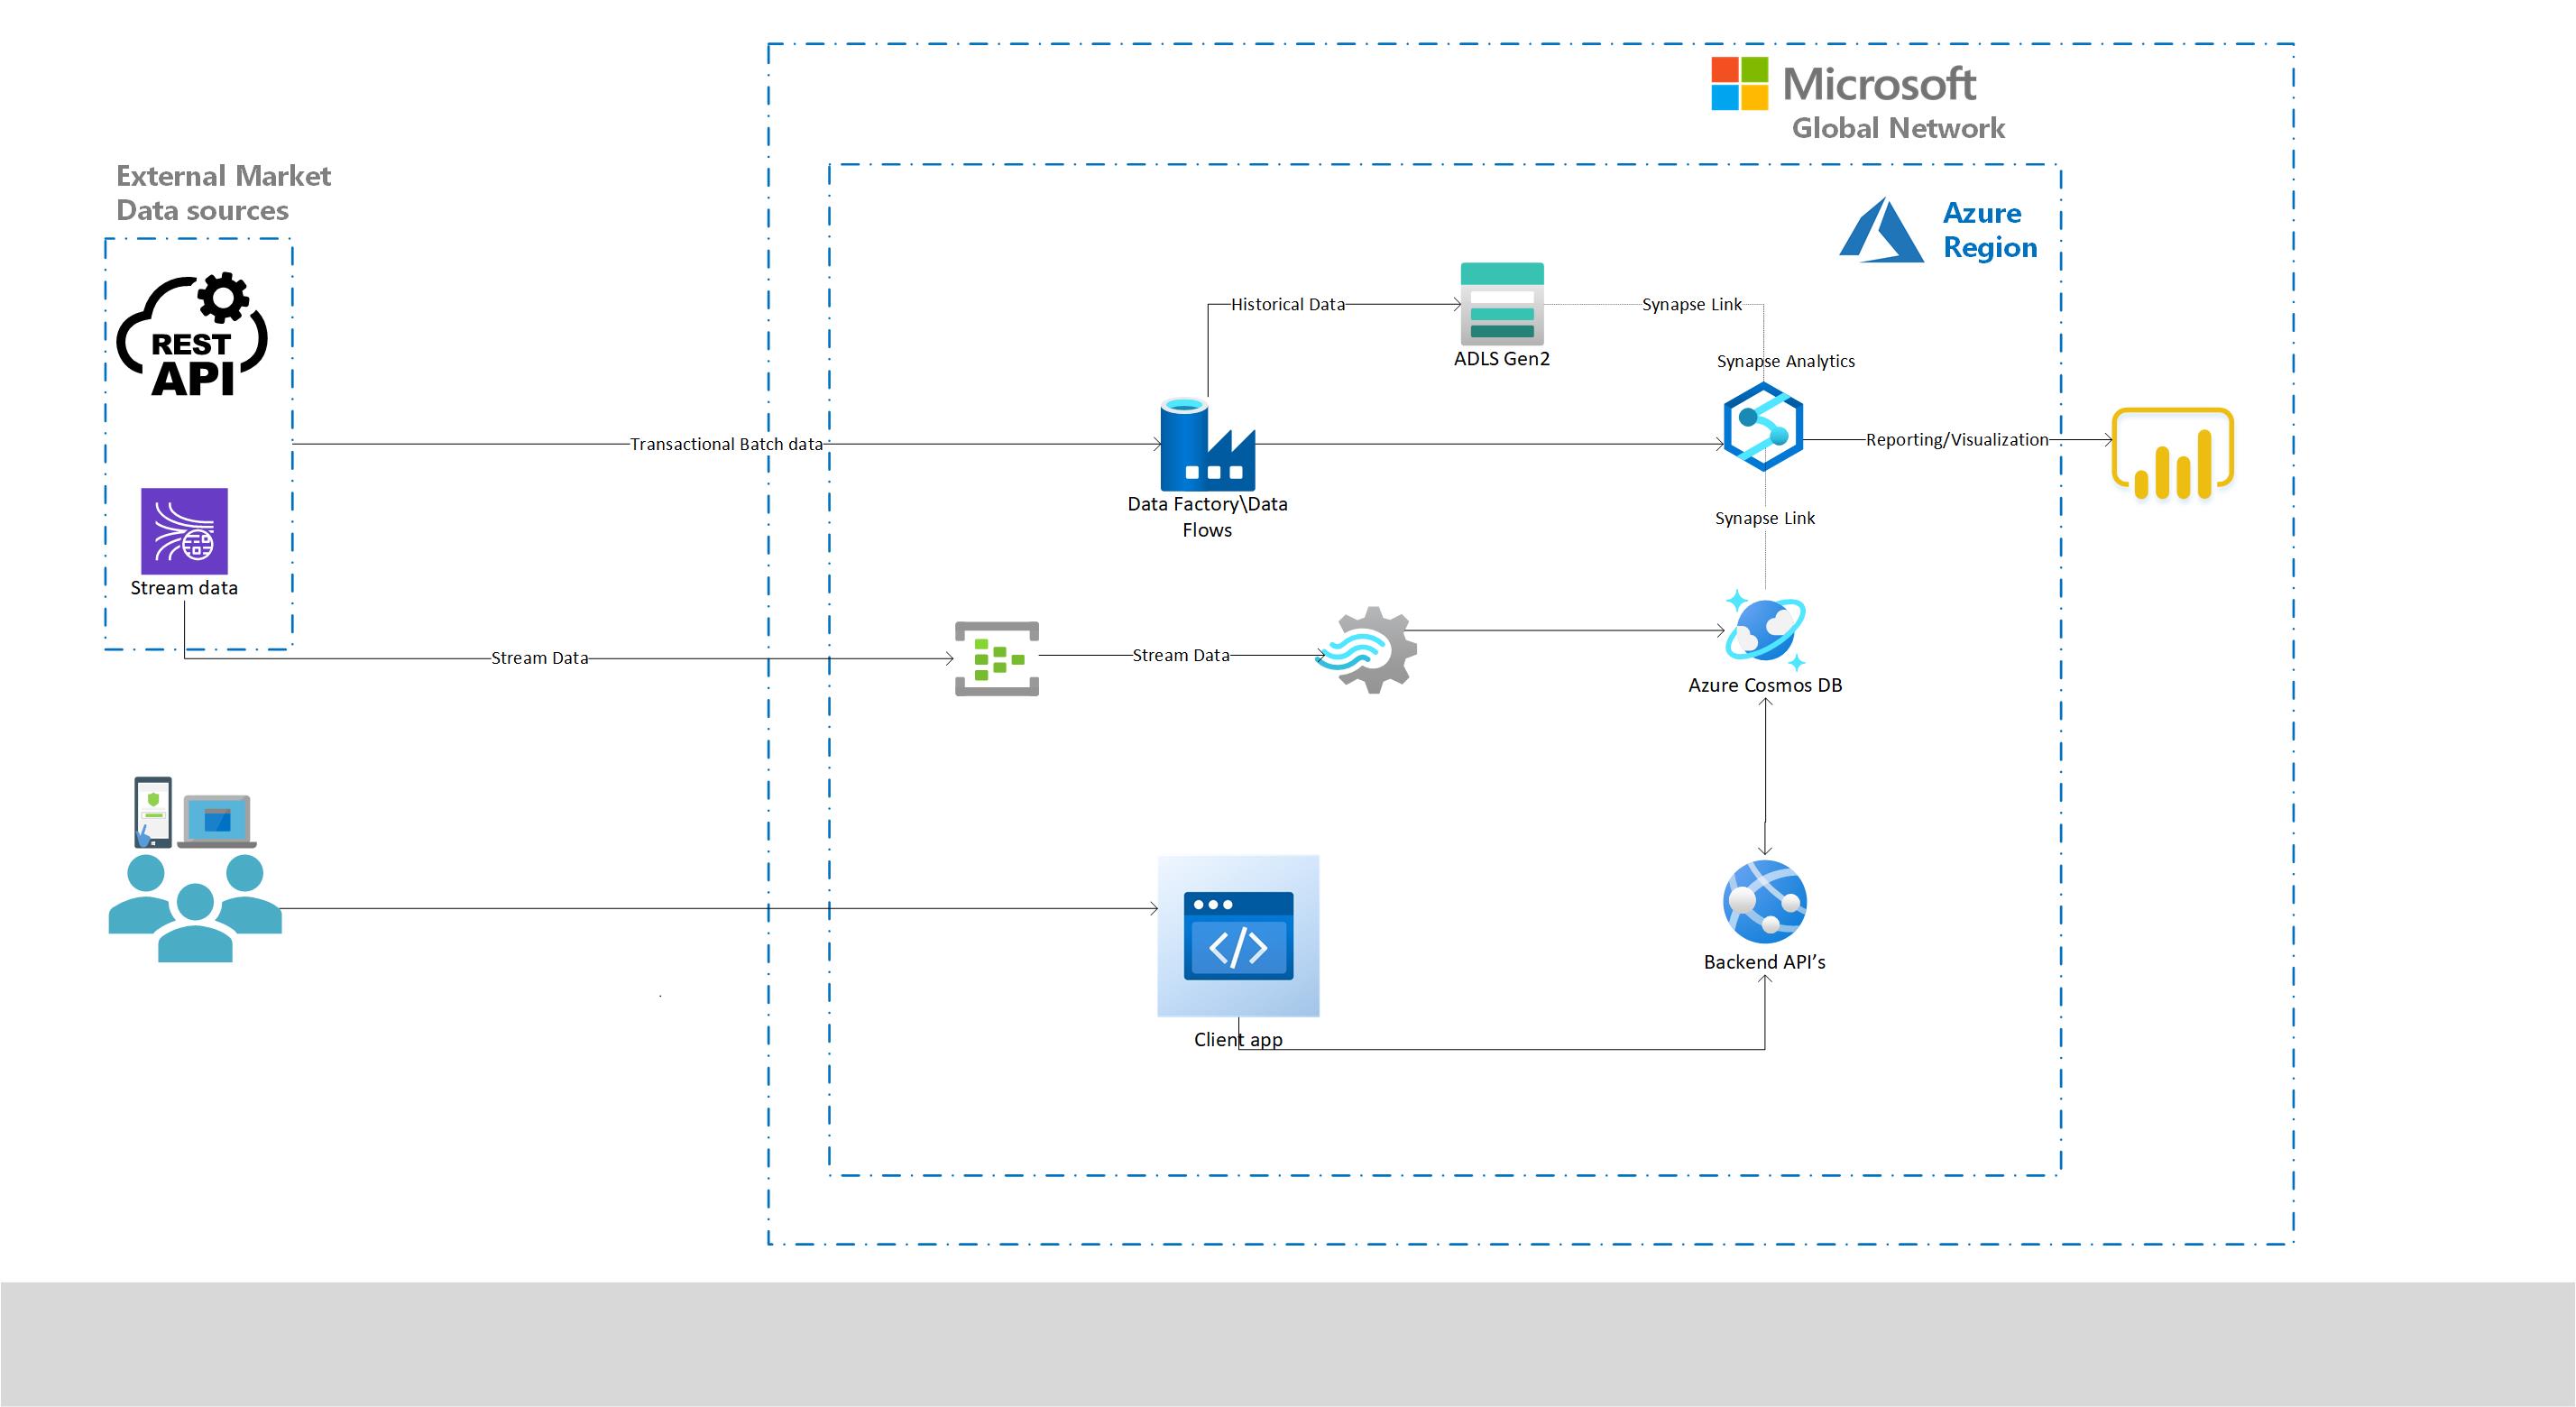 Microsoft
Global Network
External Market
Data sources
Azure
Region
REST
API
Historical Data
Synapse Link
ADLS Gen2
Synapse Analytics
Transactional Batch data
Reporting/Visualization
Data Factory\Data
Flows
Synapse Link
Stream data
Stream Data
Stream Data
Azure Cosmos DB
Backend API's
Client app